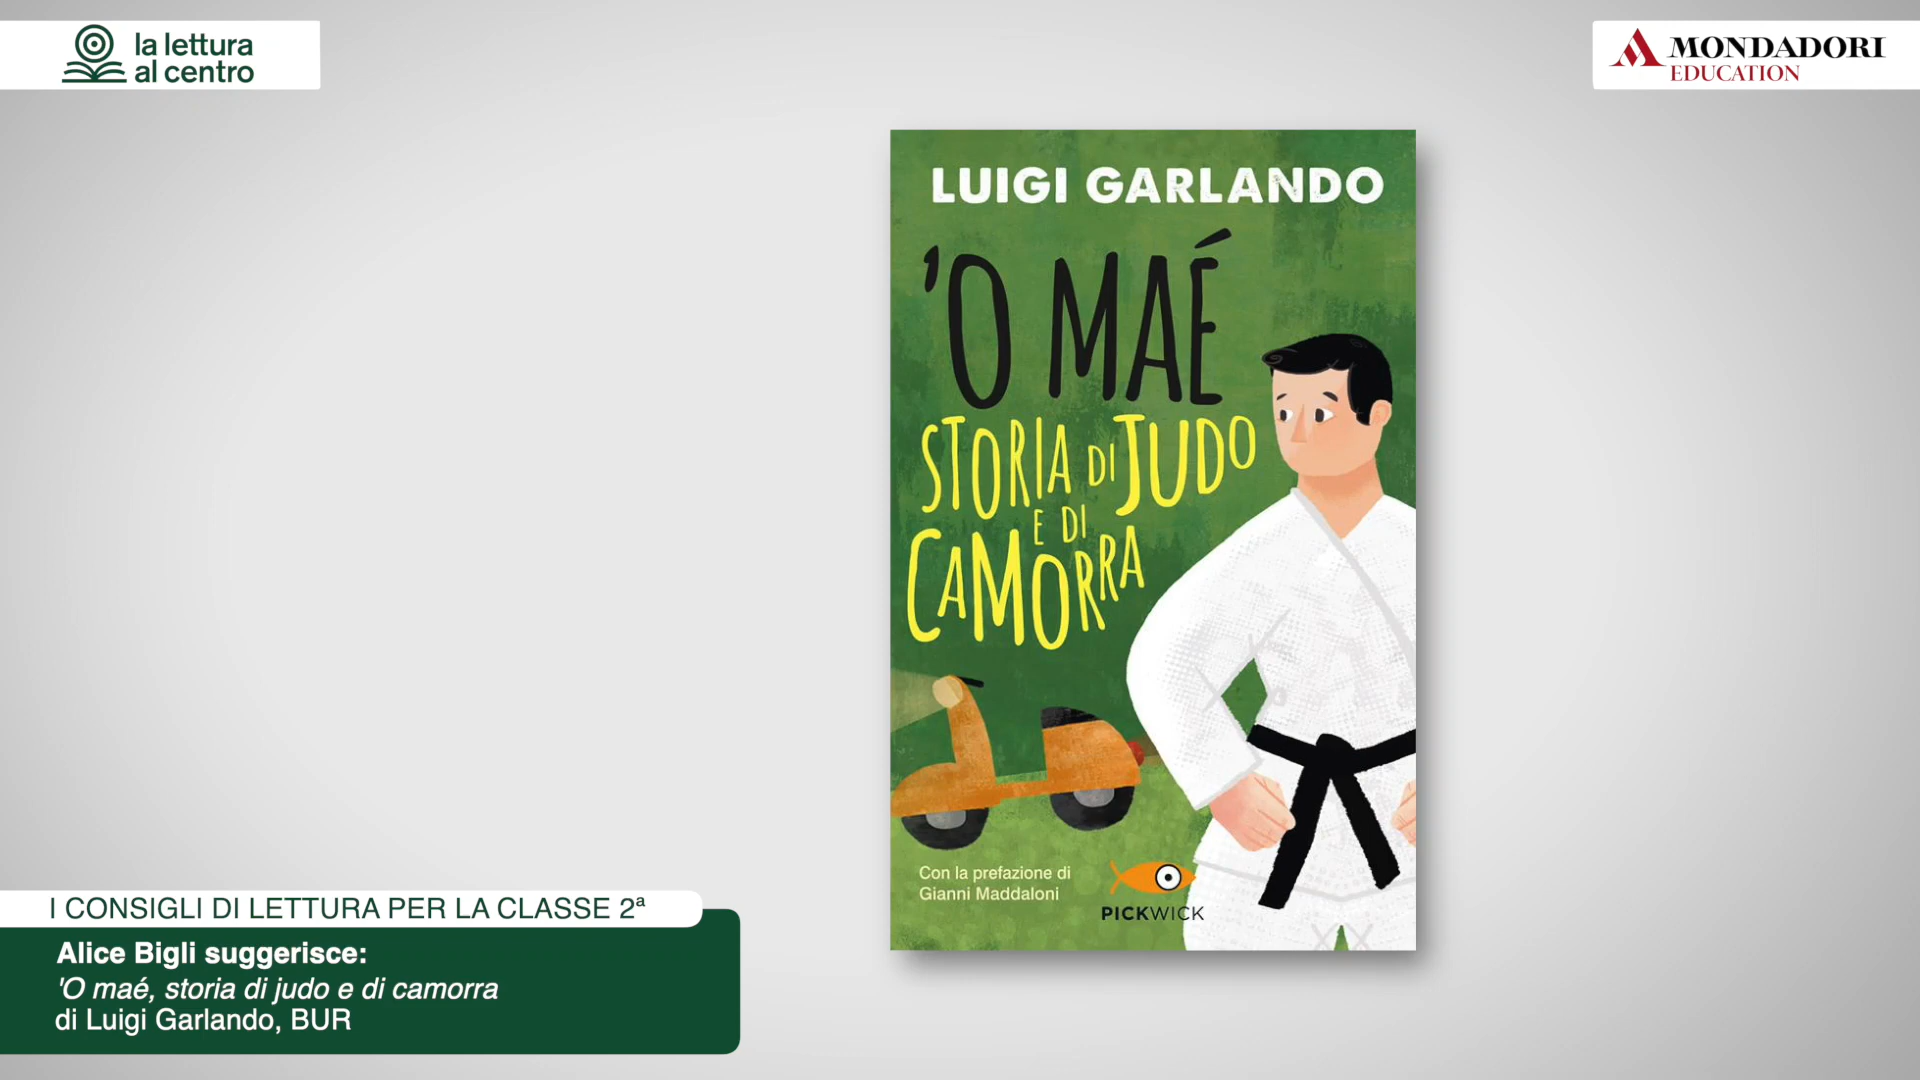 la lettura
al centro
MONDADORI
EDUCATION
LUIGI GARLANDO
'O MAÉ
STORIA DI JUDO
E DI
CAMORRA
Con la prefazione di
Gianni Maddaloni
PICKWICK
I CONSIGLI DI LETTURA PER LA CLASSE 2ª
Alice Bigli suggerisce:
'O maé, storia di judo e di camorra
di Luigi Garlando, BUR